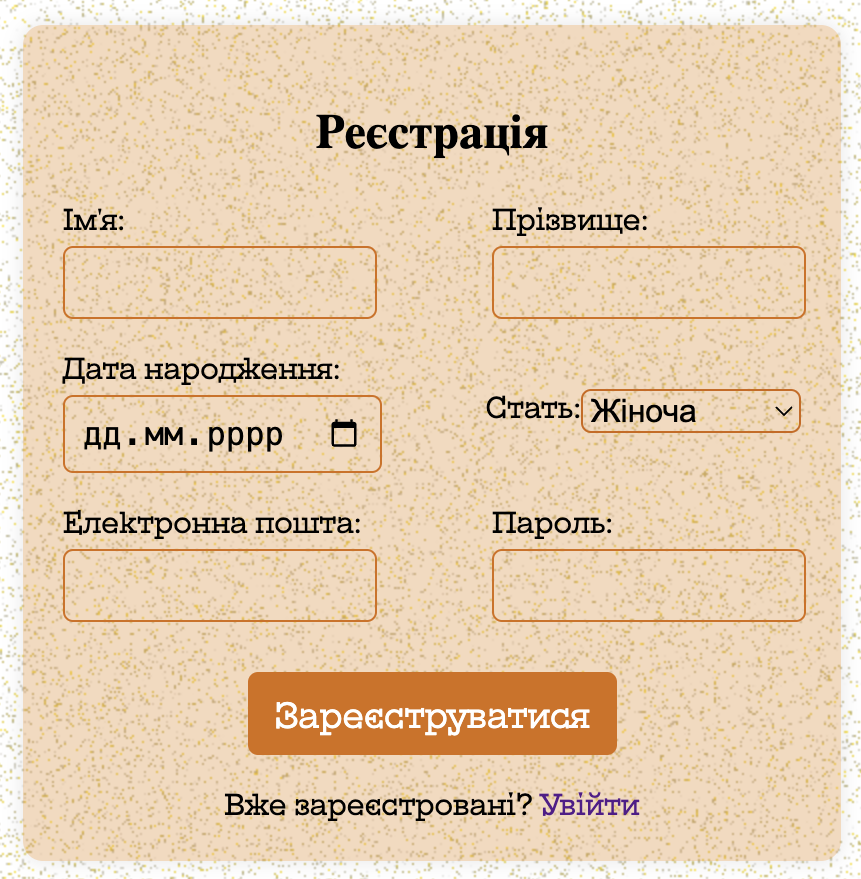 Реєстрація
Ім'я:
Прізвище:
Дата народження:
дд.мм.рррр
Стать:
Жіноча
Електронна пошта:
Пароль:
Зареєструватися
Вже зареєстровані? Увійти